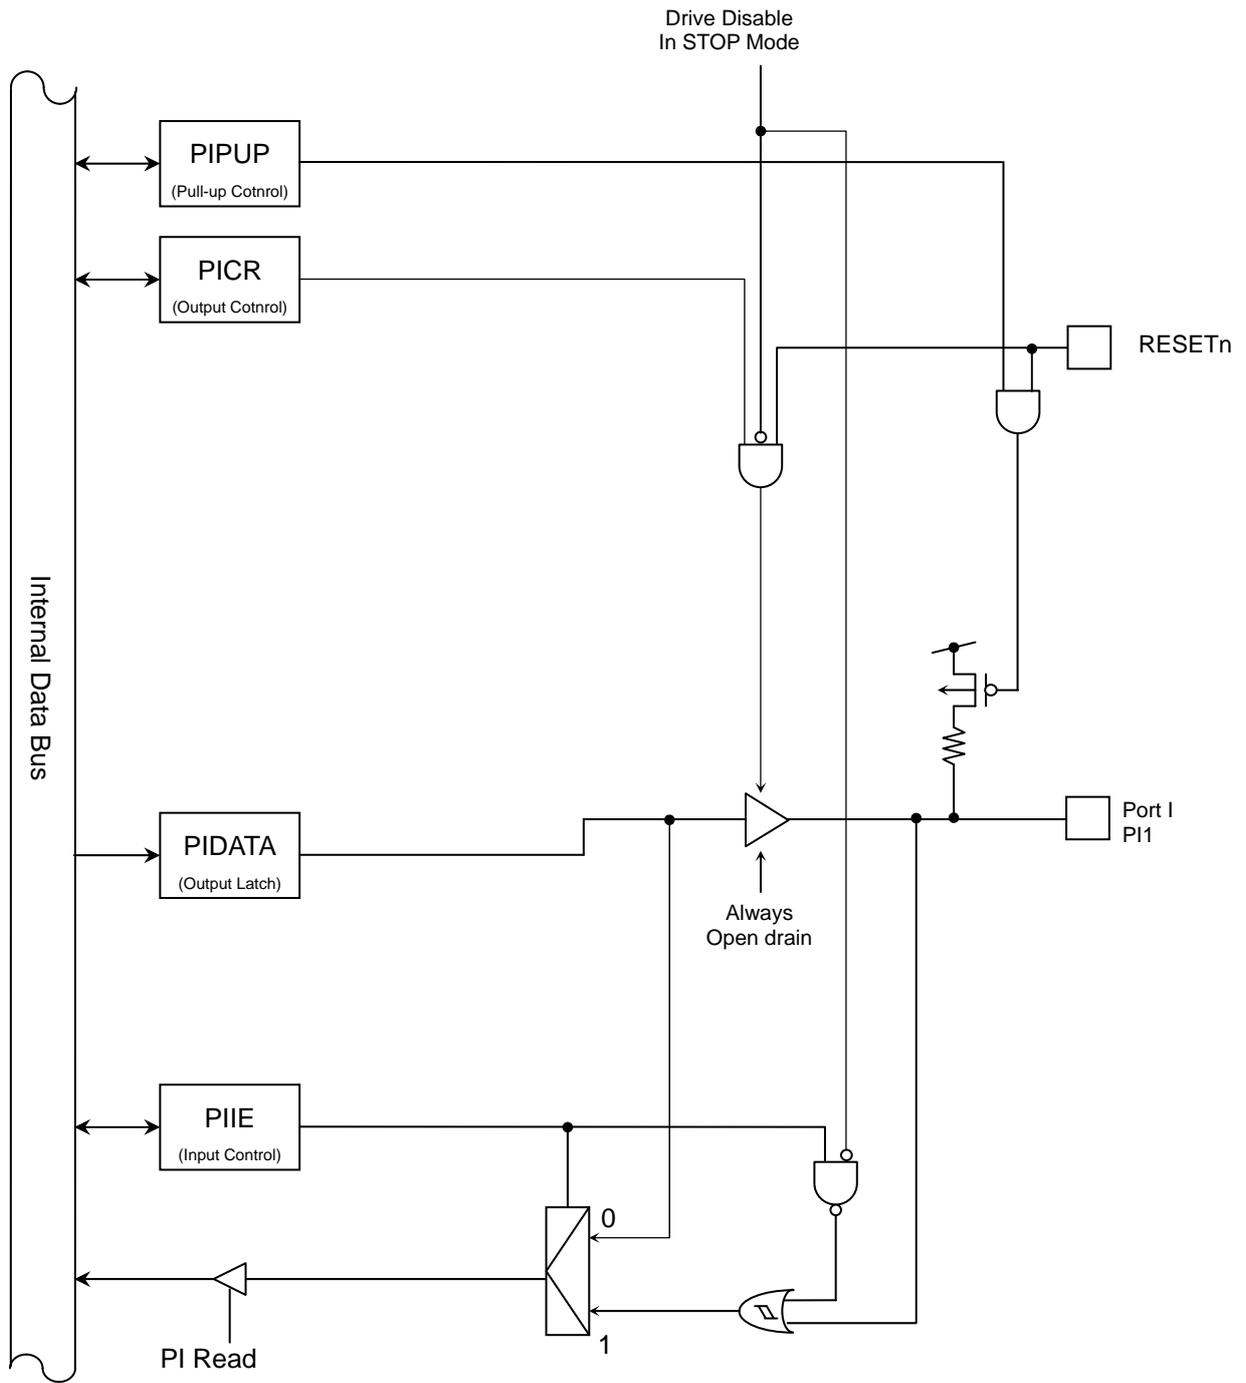 Drive Disable
In STOP Mode
PIPUP
(Pull-up Cotnrol)
PICR
(Output Cotnrol)
RESETn
Internal Data Bus
PIDATA
(Output Latch)
Port I
PI1
Always
Open drain
PIIE
(Input Control)
0
1
PI Read